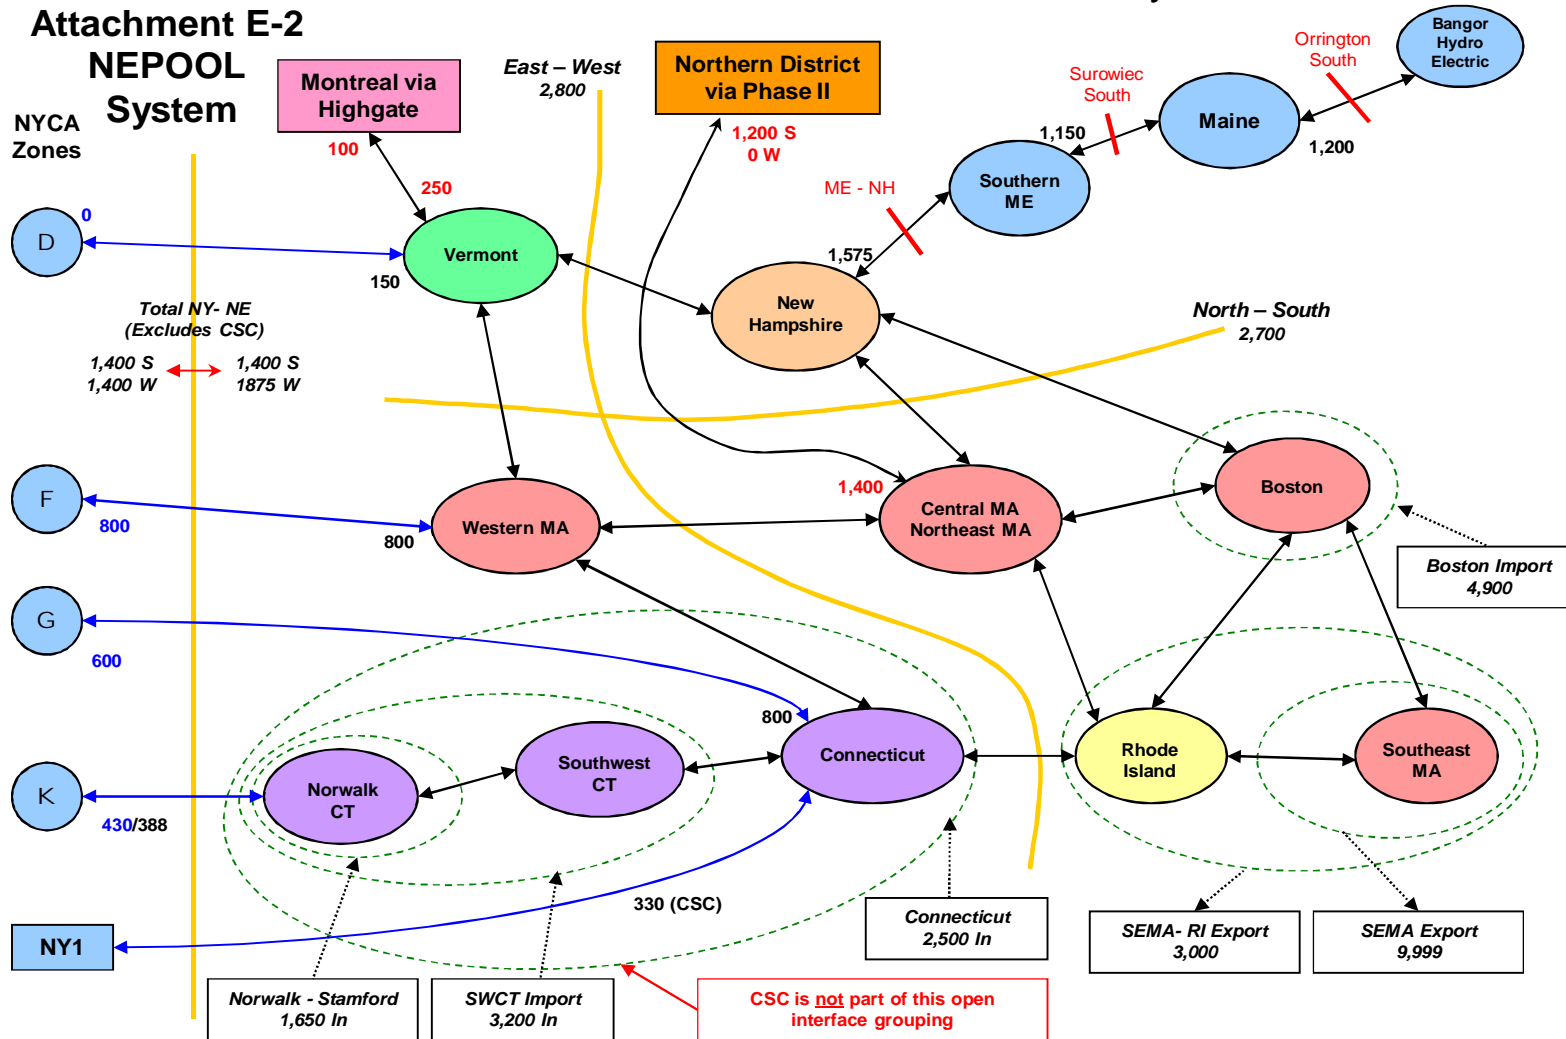 Attachment E-2
NEPOOL
System
NYCA
Zones
Montreal via
Highgate
100
250
East – West
2,800
Northern District
via Phase II
1,200 S
0 W
Surowiec
South
Orrington
South
Bangor
Hydro
Electric
1,150
Maine
1,200
ME - NH
Southern
ME
1,575
D
0
150
Vermont
New
Hampshire
North – South
2,700
Total NY- NE
(Excludes CSC)
1,400 S
1,400 W
1,400 S
1875 W
F
800
800
Western MA
1,400
Central MA
Northeast MA
Boston
Boston Import
4,900
G
600
800
Connecticut
Rhode
Island
Southeast
MA
K
430/388
Norwalk
CT
Southwest
CT
330 (CSC)
NY1
Connecticut
2,500 In
SEMA- RI Export
3,000
SEMA Export
9,999
Norwalk - Stamford
1,650 In
SWCT Import
3,200 In
CSC is not part of this open
interface grouping